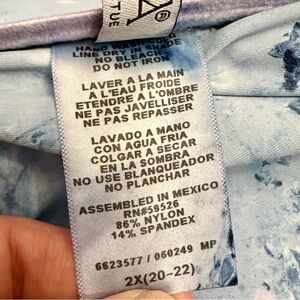 TUE
HAND WASH COLD
LINE DRY IN SHADE
NO BLEACH
DO NOT IRON
LAVER A LA MAIN
A L'EAU FROIDE
ETENDRE A L'OMBRE
NE PAS JAVELLISER
NE PAS REPASSER
LAVADO A MANO
CON AGUA FRIA
COLGAR A SECAR
EN LA SOMBRA
NO USE BLANQUEADOR
NO PLANCHAR
ASSEMBLED IN MEXICO
RN#59526
86% NYLON
14% SPANDEX
6623577 / 060249 MP
2X(20-22)